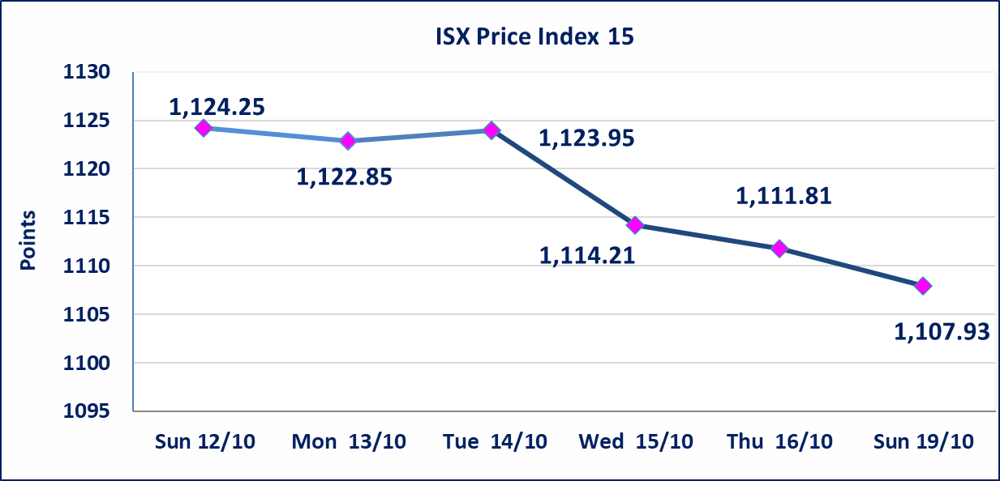 ISX Price Index 15
Points
1130
1125
1120
1115
1110
1105
1100
1095
1,124.25
1,122.85
1,123.95
1,114.21
1,111.81
1,107.93
Sun 12/10
Mon  13/10
Tue  14/10
Wed  15/10
Thu  16/10
Sun 19/10